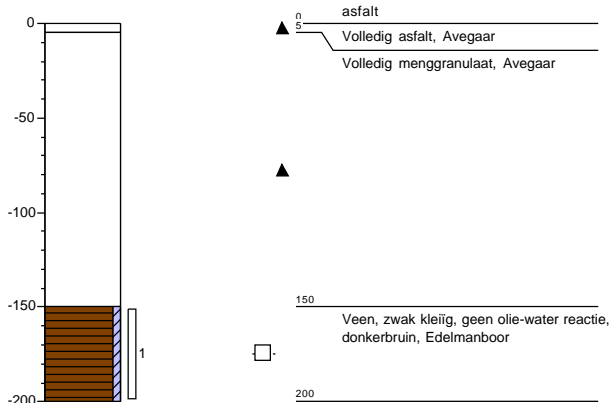 0
-50
-100
-150
-200
1
0
asfalt
5
Volledig asfalt, Avegaar
Volledig menggranulaat, Avegaar
150
Veen, zwak kleiïg, geen olie-water reactie,
donkerbruin, Edelmanboor
200